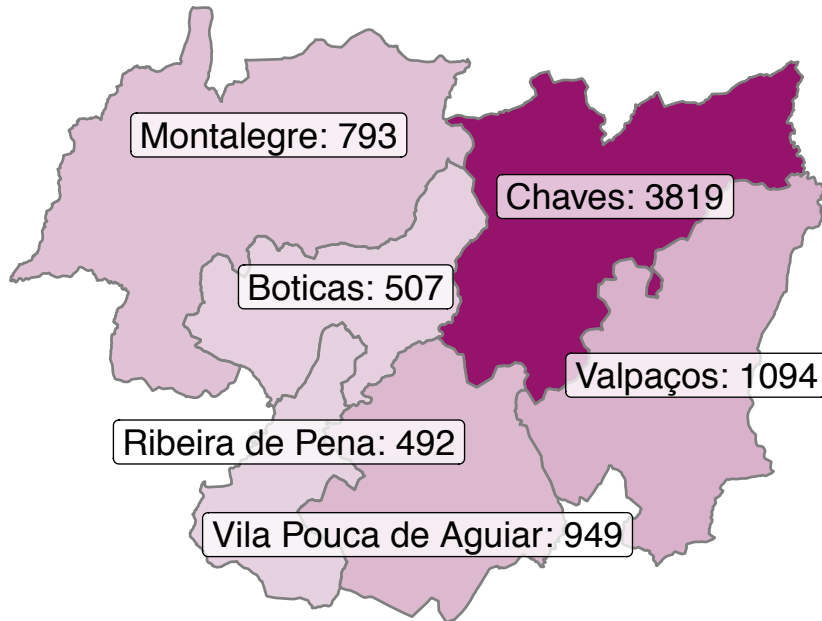 Montalegre: 793
Chaves: 3819
Boticas: 507
Valpaços: 1094
Ribeira de Pena: 492
Vila Pouca de Aguiar: 949